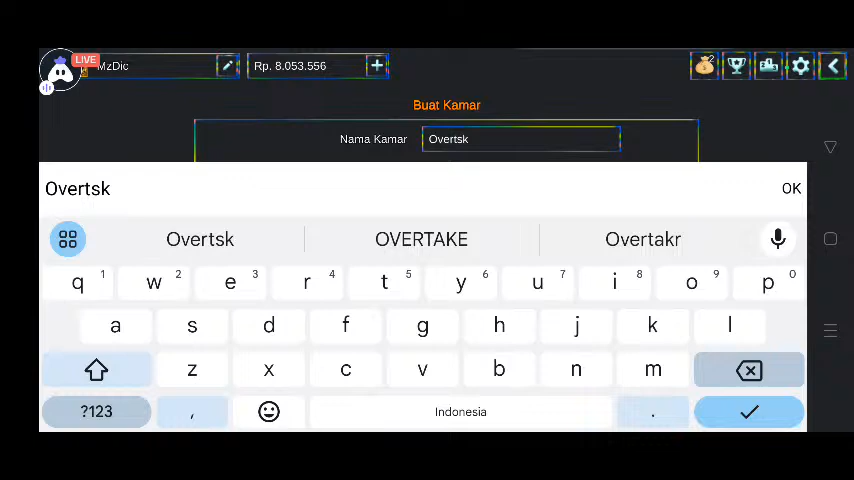 LIVE
MzDic
Rp. 8.053.556
2
Buat Kamar
Nama Kamar
Overtsk
Overtsk
OK
Overtsk
OVERTAKE
Overtakr
q 1 w 2 e 3 r 4 t 5 y 6 u 7 i 8 o 9 p 0
a s d f g h j k l
z x c v b n m
?123 , Indonesia .